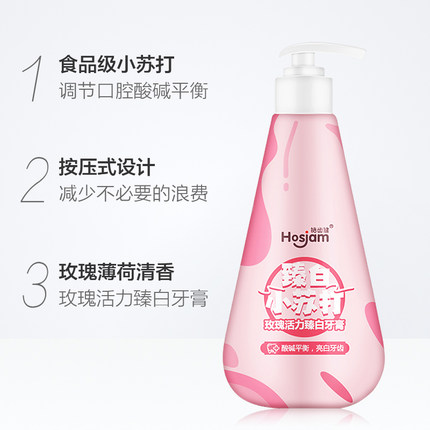 1
食品级小苏打
调节口腔酸碱平衡
2
按压式设计
减少不必要的浪费
3
玫瑰薄荷清香
玫瑰活力臻白牙膏
Hosjam®
臻白
小苏打
玫瑰活力臻白牙膏
酸碱平衡，亮白牙齿